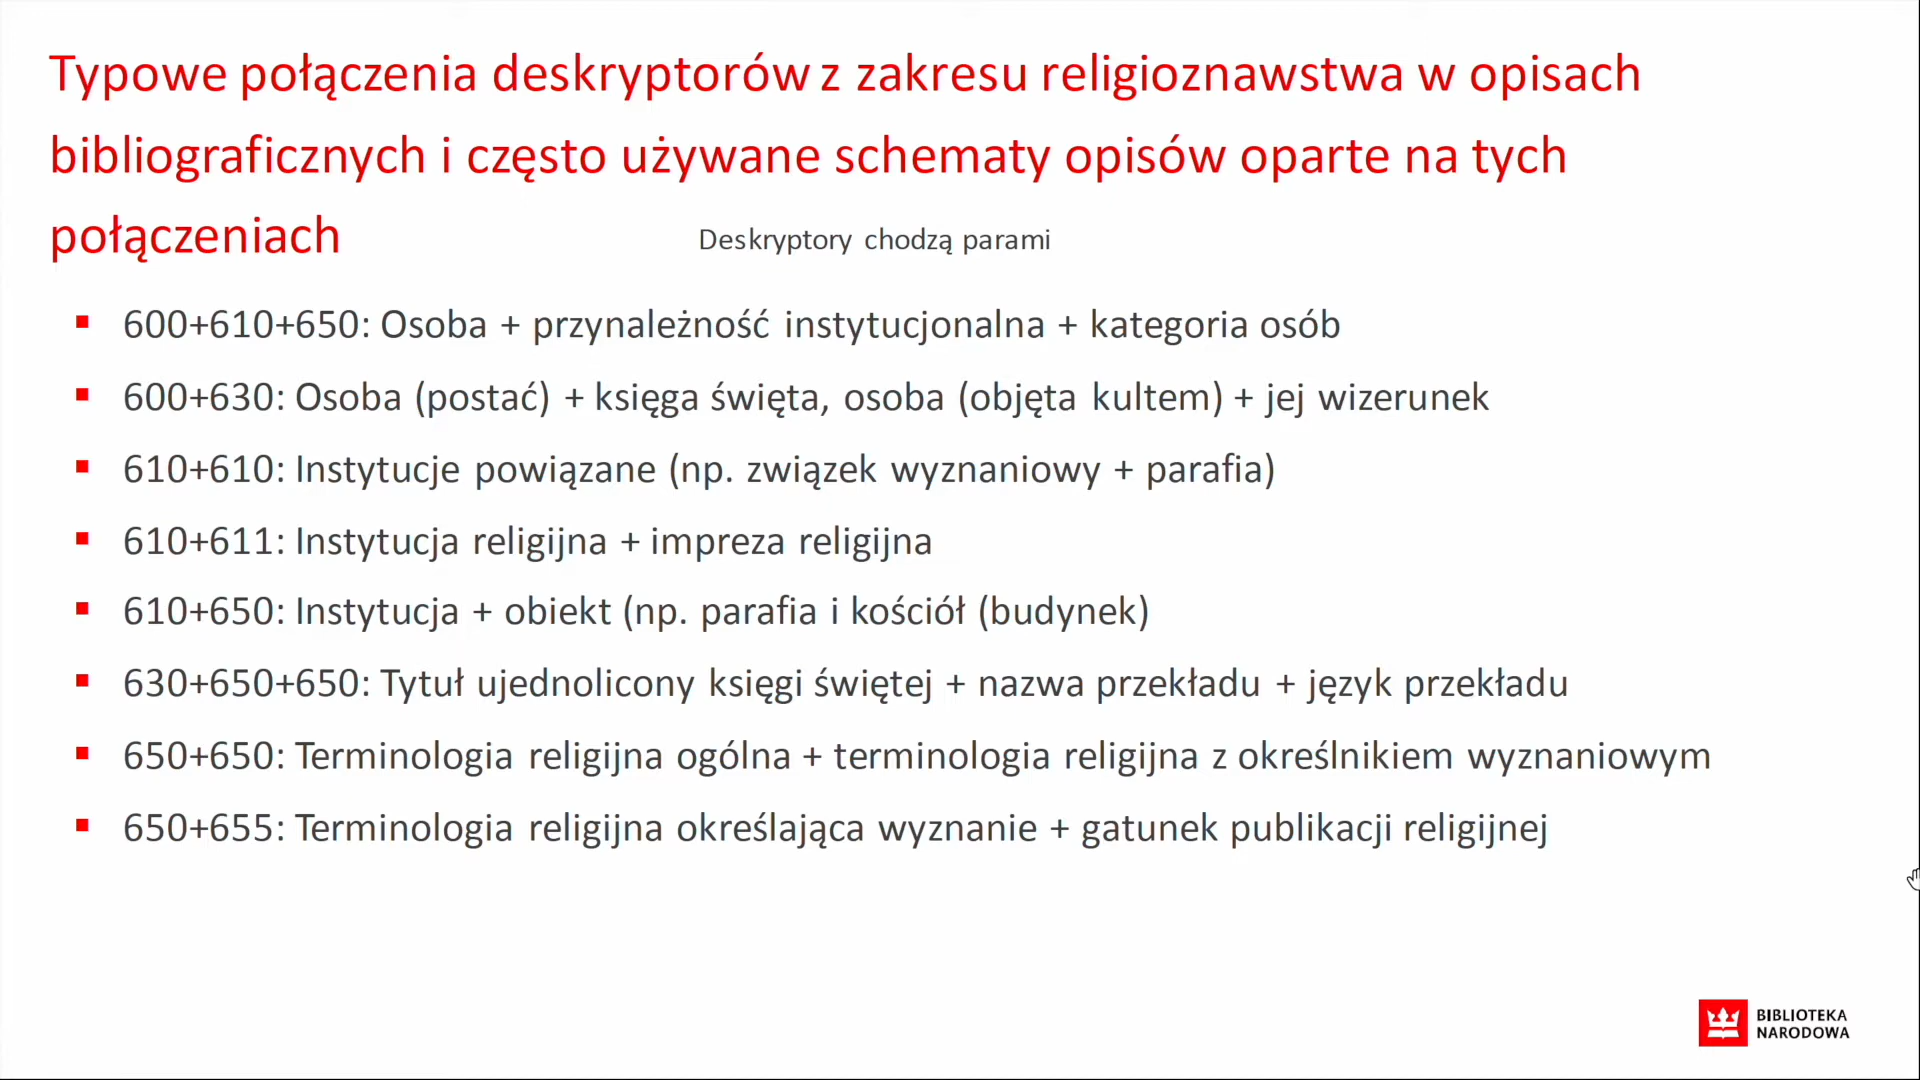 Typowe połączenia deskryptorów z zakresu religioznawstwa w opisach
bibliograficznych i często używane schematy opisów oparte na tych
połączeniach
Deskryptory chodzą parami
600+610+650: Osoba + przynależność instytucjonalna + kategoria osób
600+630: Osoba (postać) + księga święta, osoba (objęta kultem) + jej wizerunek
610+610: Instytucje powiązane (np. związek wyznaniowy + parafia)
610+611: Instytucja religijna + impreza religijna
610+650: Instytucja + obiekt (np. parafia i kościół (budynek)
630+650+650: Tytuł ujednolicony księgi świętej + nazwa przekładu + język przekładu
650+650: Terminologia religijna ogólna + terminologia religijna z określnikiem wyznaniowym
650+655: Terminologia religijna określająca wyznanie + gatunek publikacji religijnej
BIBLIOTEKA
NARODOWA